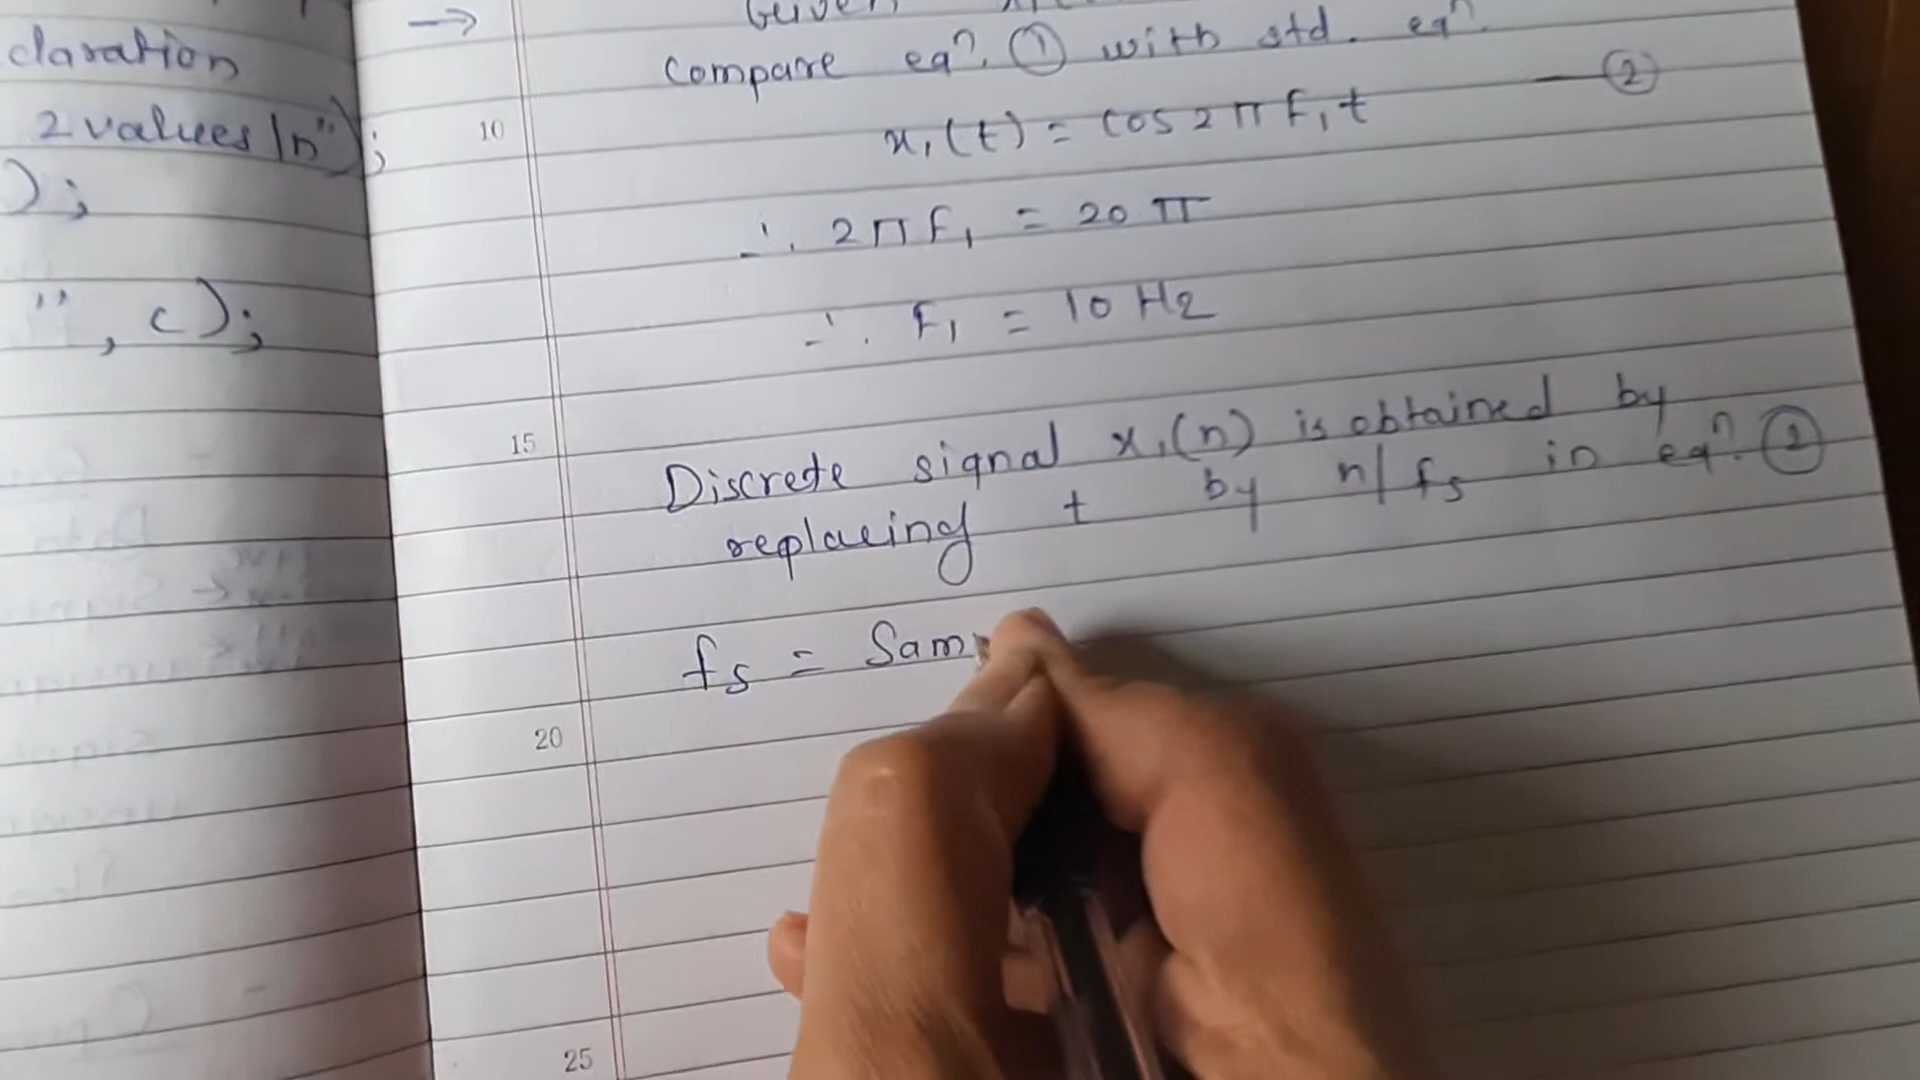 claration
2 values \n");
);
", c);
→ Given
compare eqn. ① with std. eqn.
10
x₁(t) = cos 2π F₁ t — ②
∴ 2π F₁ = 20 π
∴ F₁ = 10 Hz
15
Discrete signal x₁(n) is obtained by
replacing t by n/fs in eqn. ②
fs = Sam
20
25